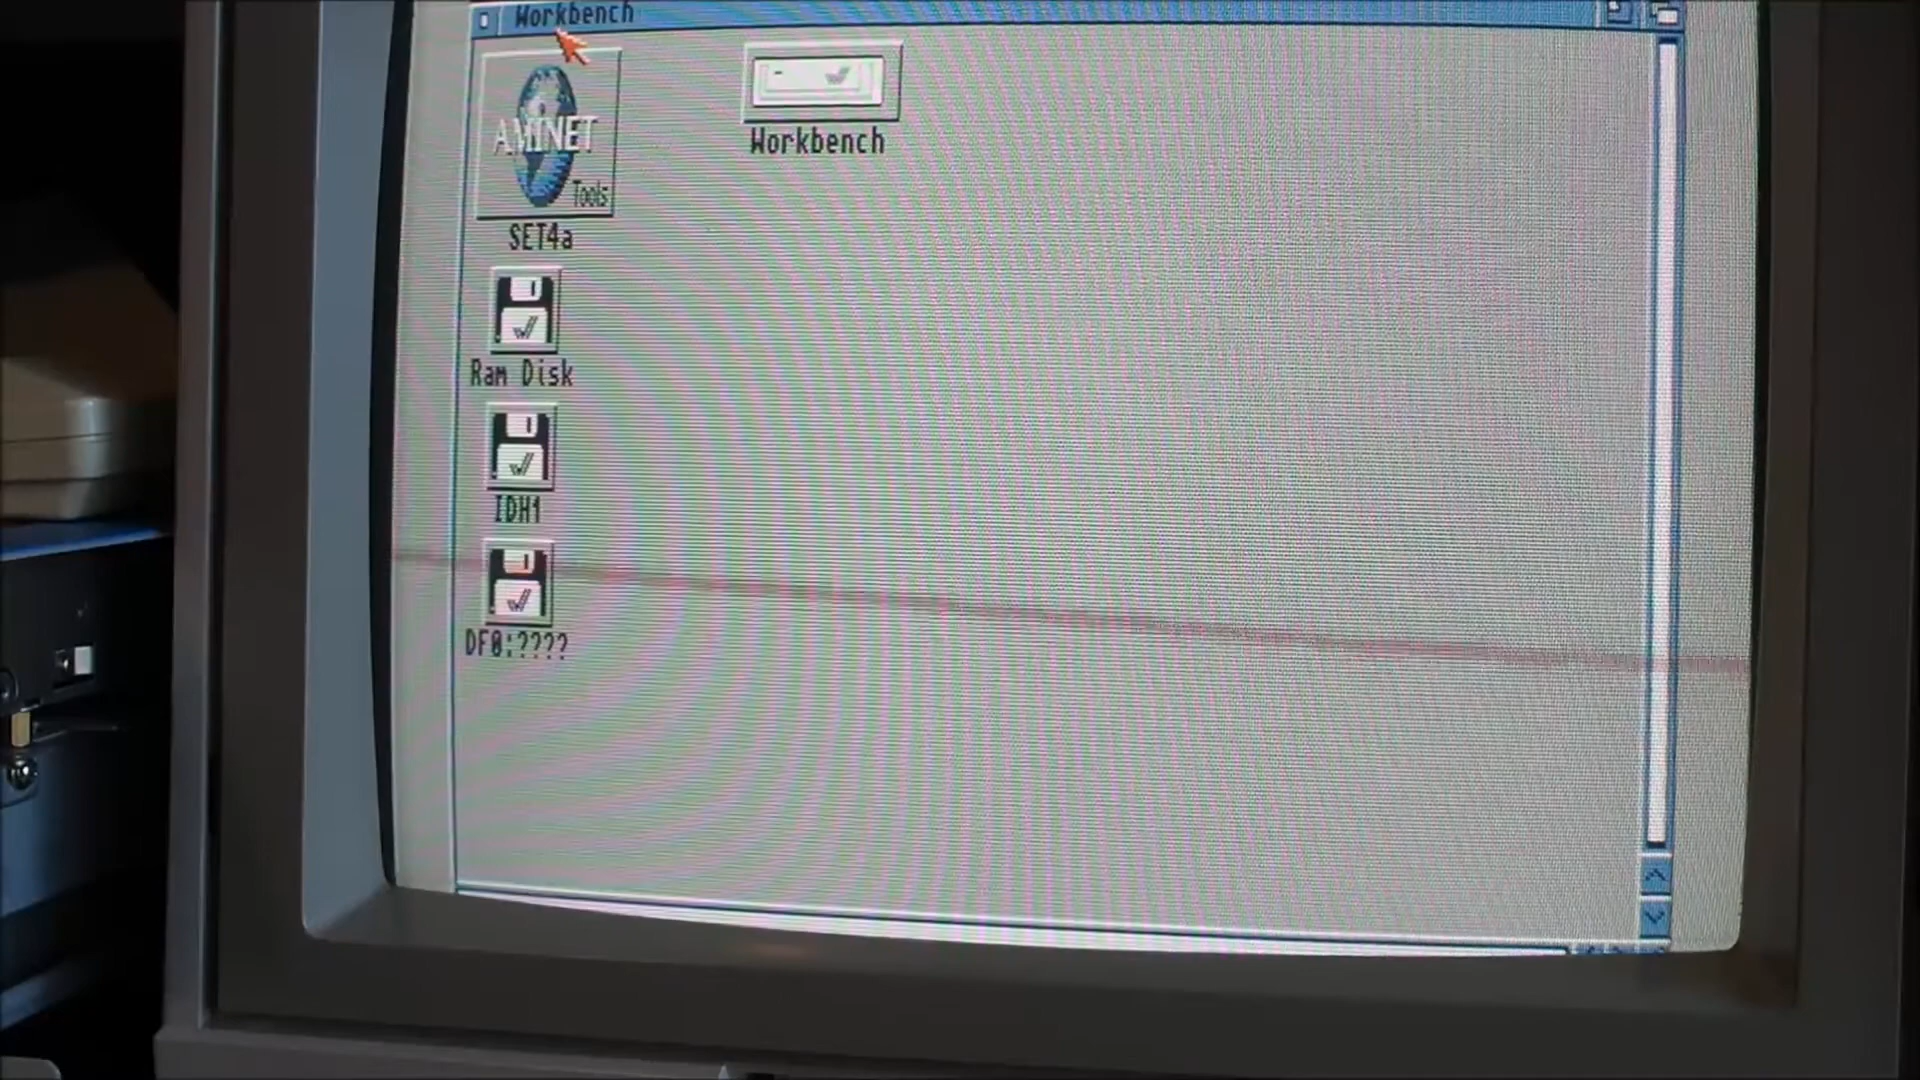 Workbench
AMINET
Tools
SET4a
Workbench
Ram Disk
IDH1
DF0:????